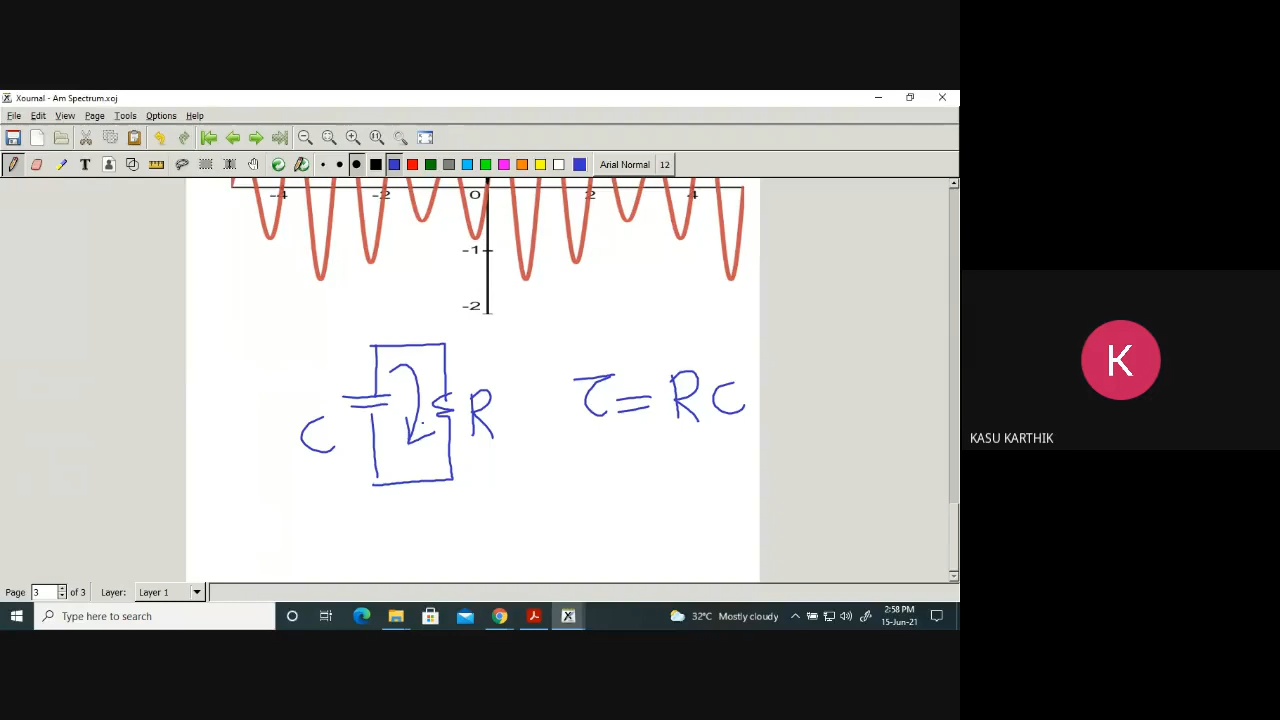 Xournal - Am Spectrum.xoj
File Edit View Page Tools Options Help
T Arial Normal 12
-4 -2 0 2 4
-1
-2
C R τ = RC
Page 3 of 3 Layer: Layer 1
Type here to search
32°C Mostly cloudy
2:58 PM
15-Jun-21
K
KASU KARTHIK